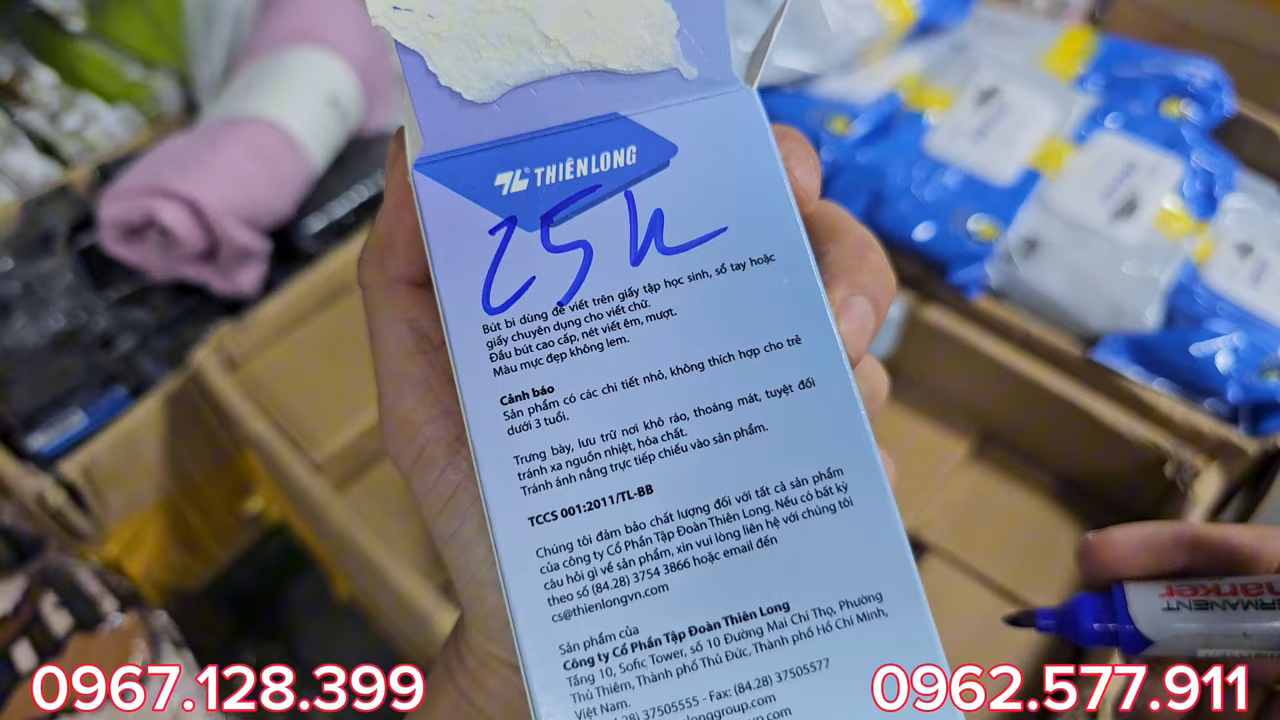 TL® THIÊN LONG
25k
Bút bi dùng để viết trên giấy tập học sinh, sổ tay hoặc
giấy chuyên dụng cho viết chữ.
Đầu bút cao cấp, nét viết êm, mượt.
Màu mực đẹp không lem.
Cảnh báo
Sản phẩm có các chi tiết nhỏ, không thích hợp cho trẻ
dưới 3 tuổi.
Trưng bày, lưu trữ nơi khô ráo, thoáng mát, tuyệt đối
tránh xa nguồn nhiệt, hóa chất.
Tránh ánh nắng trực tiếp chiếu vào sản phẩm.
TCCS 001:2011/TL-BB
Chúng tôi đảm bảo chất lượng đối với tất cả sản phẩm
của công ty Cổ Phần Tập Đoàn Thiên Long. Nếu có bất kỳ
câu hỏi gì về sản phẩm, xin vui lòng liên hệ với chúng tôi
theo số (84.28) 3754 3866 hoặc email đến
cs@thienlongvn.com
Sản phẩm của
Công ty Cổ Phần Tập Đoàn Thiên Long
Tầng 10, Sofic Tower, số 10 Đường Mai Chí Thọ, Phường
Thủ Thiêm, Thành phố Thủ Đức, Thành phố Hồ Chí Minh,
Việt Nam.
.28) 37505555 - Fax: (84.28) 37505577
longgroup.com
ongvn.com
marker
PERMANENT
0967.128.399
0962.577.911